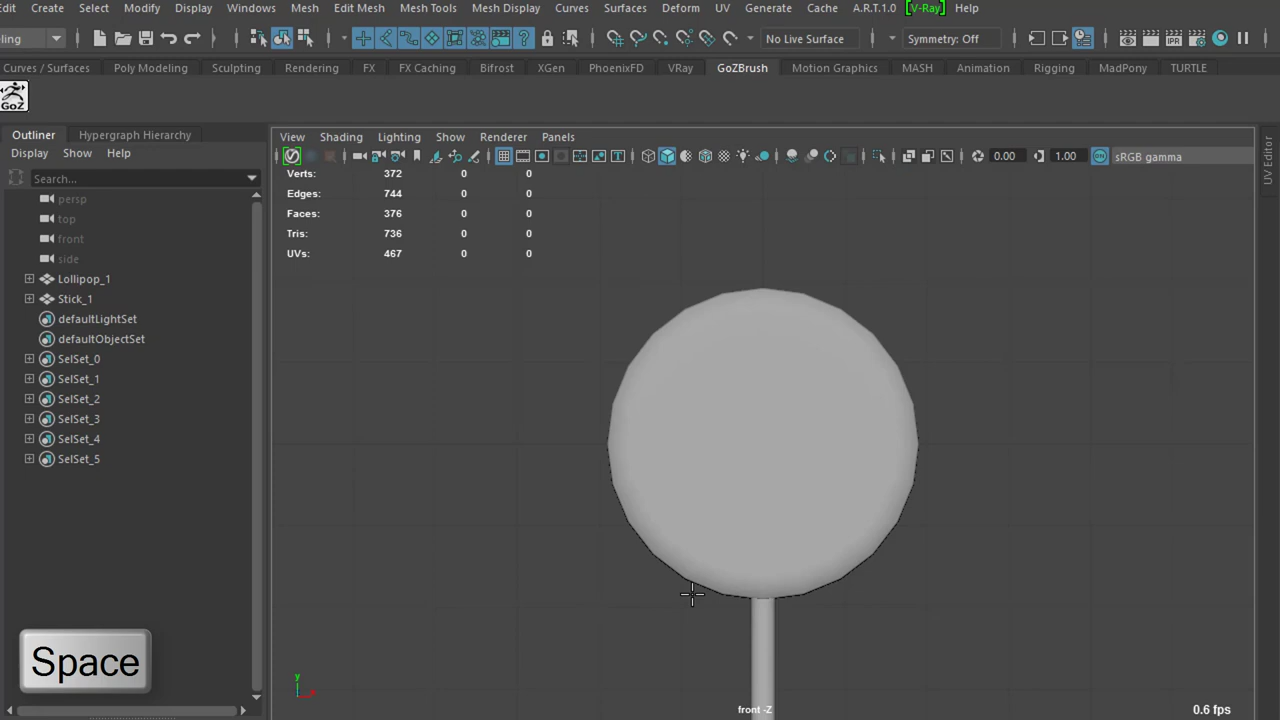 Edit Create Select Modify Display Windows Mesh Edit Mesh Mesh Tools Mesh Display Curves Surfaces Deform UV Generate Cache A.R.T.1.0 [V-Ray] Help
No Live Surface Symmetry: Off
Curves / Surfaces Poly Modeling Sculpting Rendering FX FX Caching Bifrost XGen PhoenixFD VRay GoZBrush Motion Graphics MASH Animation Rigging MadPony TURTLE
GoZ
Outliner Hypergraph Hierarchy
Display Show Help
Search...
persp
top
front
side
Lollipop_1
Stick_1
defaultLightSet
defaultObjectSet
SelSet_0
SelSet_1
SelSet_2
SelSet_3
SelSet_4
SelSet_5
View Shading Lighting Show Renderer Panels
0.00 1.00 sRGB gamma
Verts: 372 0 0
Edges: 744 0 0
Faces: 376 0 0
Tris: 736 0 0
UVs: 467 0 0
UV Editor
Space
y
front -Z
0.6 fps